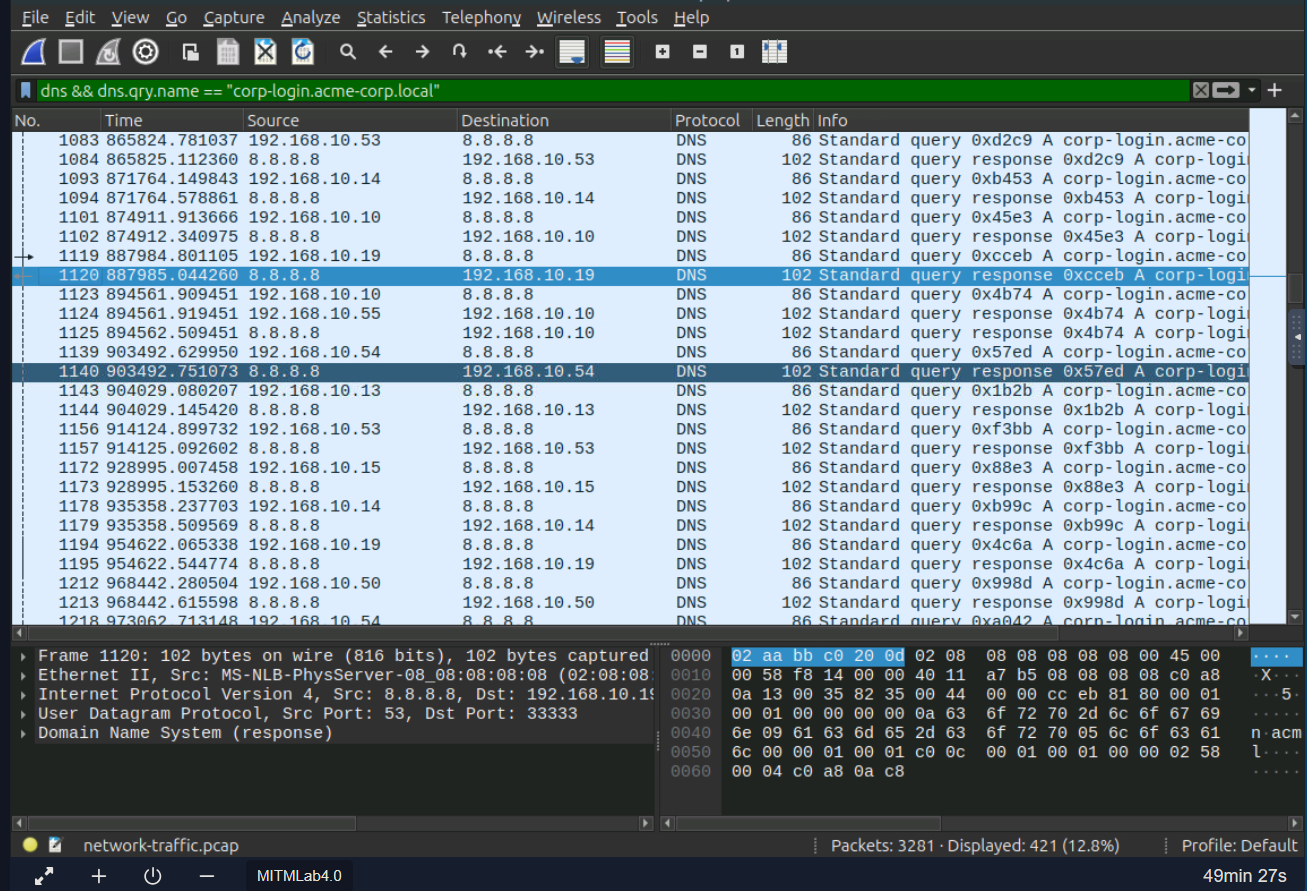 File Edit View Go Capture Analyze Statistics Telephony Wireless Tools Help
dns && dns.qry.name == "corp-login.acme-corp.local"
No. Time Source Destination Protocol Length Info
1083 865824.781037 192.168.10.53 8.8.8.8 DNS 86 Standard query 0xd2c9 A corp-login.acme-co
1084 865825.112360 8.8.8.8 192.168.10.53 DNS 102 Standard query response 0xd2c9 A corp-logi
1093 871764.149843 192.168.10.14 8.8.8.8 DNS 86 Standard query 0xb453 A corp-login.acme-co
1094 871764.578861 8.8.8.8 192.168.10.14 DNS 102 Standard query response 0xb453 A corp-logi
1101 874911.913666 192.168.10.10 8.8.8.8 DNS 86 Standard query 0x45e3 A corp-login.acme-co
1102 874912.340975 8.8.8.8 192.168.10.10 DNS 102 Standard query response 0x45e3 A corp-logi
1119 887984.801105 192.168.10.19 8.8.8.8 DNS 86 Standard query 0xcceb A corp-login.acme-co
1120 887985.044260 8.8.8.8 192.168.10.19 DNS 102 Standard query response 0xcceb A corp-logi
1123 894561.909451 192.168.10.10 8.8.8.8 DNS 86 Standard query 0x4b74 A corp-login.acme-co
1124 894561.919451 192.168.10.55 192.168.10.10 DNS 102 Standard query response 0x4b74 A corp-logi
1125 894562.509451 8.8.8.8 192.168.10.10 DNS 102 Standard query response 0x4b74 A corp-logi
1139 903492.629950 192.168.10.54 8.8.8.8 DNS 86 Standard query 0x57ed A corp-login.acme-co
1140 903492.751073 8.8.8.8 192.168.10.54 DNS 102 Standard query response 0x57ed A corp-logi
1143 904029.080207 192.168.10.13 8.8.8.8 DNS 86 Standard query 0x1b2b A corp-login.acme-co
1144 904029.145420 8.8.8.8 192.168.10.13 DNS 102 Standard query response 0x1b2b A corp-logi
1156 914124.899732 192.168.10.53 8.8.8.8 DNS 86 Standard query 0xf3bb A corp-login.acme-co
1157 914125.092602 8.8.8.8 192.168.10.53 DNS 102 Standard query response 0xf3bb A corp-logi
1172 928995.007458 192.168.10.15 8.8.8.8 DNS 86 Standard query 0x88e3 A corp-login.acme-co
1173 928995.153260 8.8.8.8 192.168.10.15 DNS 102 Standard query response 0x88e3 A corp-logi
1178 935358.237703 192.168.10.14 8.8.8.8 DNS 86 Standard query 0xb99c A corp-login.acme-co
1179 935358.509569 8.8.8.8 192.168.10.14 DNS 102 Standard query response 0xb99c A corp-logi
1194 954622.065338 192.168.10.19 8.8.8.8 DNS 86 Standard query 0x4c6a A corp-login.acme-co
1195 954622.544774 8.8.8.8 192.168.10.19 DNS 102 Standard query response 0x4c6a A corp-logi
1212 968442.280504 192.168.10.50 8.8.8.8 DNS 86 Standard query 0x998d A corp-login.acme-co
1213 968442.615598 8.8.8.8 192.168.10.50 DNS 102 Standard query response 0x998d A corp-logi
1218 973062.713148 192.168.10.54 8.8.8.8 DNS 86 Standard query 0xa042 A corp-login.acme-co
Frame 1120: 102 bytes on wire (816 bits), 102 bytes captured
Ethernet II, Src: MS-NLB-PhysServer-08_08:08:08:08 (02:08:08
Internet Protocol Version 4, Src: 8.8.8.8, Dst: 192.168.10.19
User Datagram Protocol, Src Port: 53, Dst Port: 33333
Domain Name System (response)
0000 02 aa bb c0 20 0d 02 08 08 08 08 08 08 00 45 00 ····
0010 00 58 f8 14 00 00 40 11 a7 b5 08 08 08 08 c0 a8 ·X···
0020 0a 13 00 35 82 35 00 44 00 00 cc eb 81 80 00 01 ···5·
0030 00 01 00 00 00 00 0a 63 6f 72 70 2d 6c 6f 67 69 ·····
0040 6e 09 61 63 6d 65 2d 63 6f 72 70 05 6c 6f 63 61 n·acm
0050 6c 00 00 01 00 01 c0 0c 00 01 00 01 00 00 02 58 l····
0060 00 04 c0 a8 0a c8 ·····
network-traffic.pcap Packets: 3281 · Displayed: 421 (12.8%) Profile: Default
MITMLab4.0 49min 27s